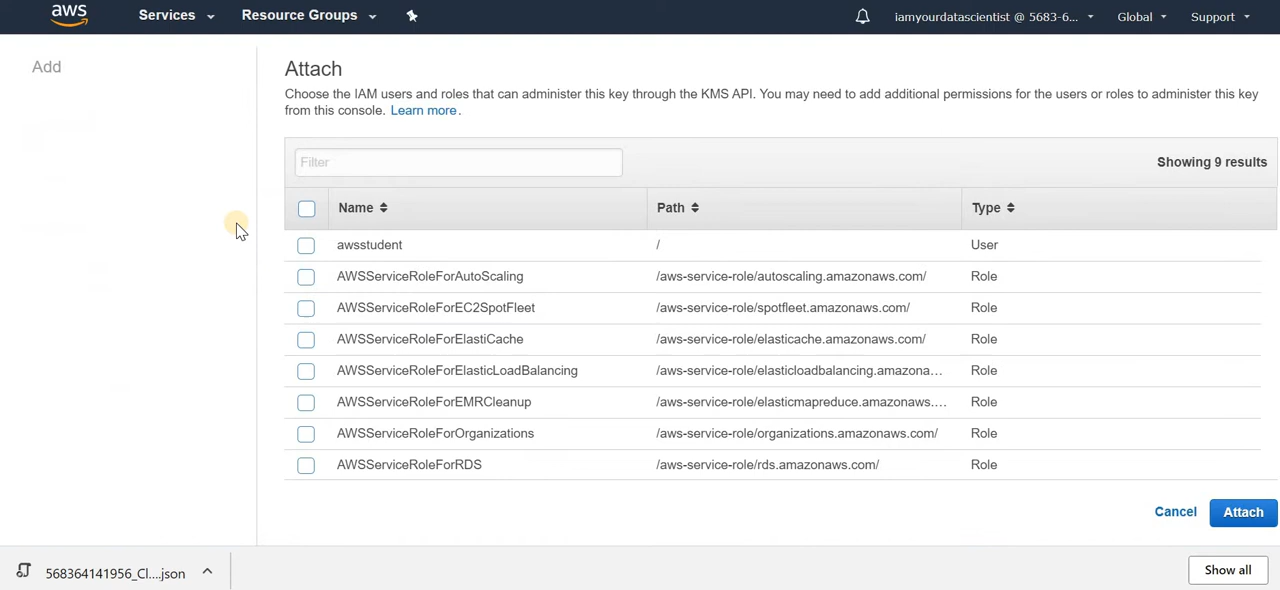 aws
Services
Resource Groups
iamyourdatascientist @ 5683-6...
Global
Support
Add
Attach
Choose the IAM users and roles that can administer this key through the KMS API. You may need to add additional permissions for the users or roles to administer this key
from this console. Learn more.
Filter
Showing 9 results
Name Path Type
awsstudent / User
AWSServiceRoleForAutoScaling /aws-service-role/autoscaling.amazonaws.com/ Role
AWSServiceRoleForEC2SpotFleet /aws-service-role/spotfleet.amazonaws.com/ Role
AWSServiceRoleForElastiCache /aws-service-role/elasticache.amazonaws.com/ Role
AWSServiceRoleForElasticLoadBalancing /aws-service-role/elasticloadbalancing.amazona... Role
AWSServiceRoleForEMRCleanup /aws-service-role/elasticmapreduce.amazonaws.... Role
AWSServiceRoleForOrganizations /aws-service-role/organizations.amazonaws.com/ Role
AWSServiceRoleForRDS /aws-service-role/rds.amazonaws.com/ Role
Cancel Attach
568364141956_Cl....json
Show all